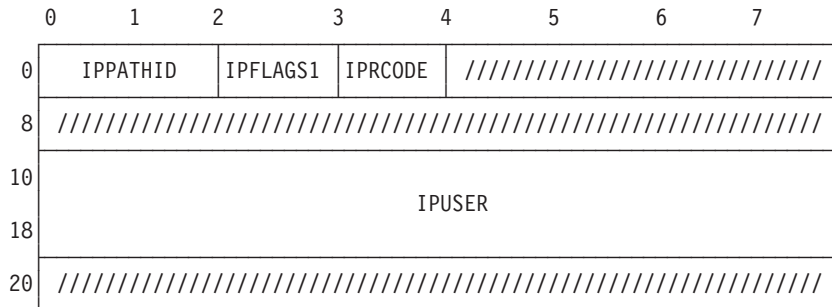 0 1 2 3 4 5 6 7
0 IPPATHID IPFLAGS1 IPRCODE //////////////////////////////
8 ////////////////////////////////////////////////////////////////
10
IPUSER
18
20 ////////////////////////////////////////////////////////////////